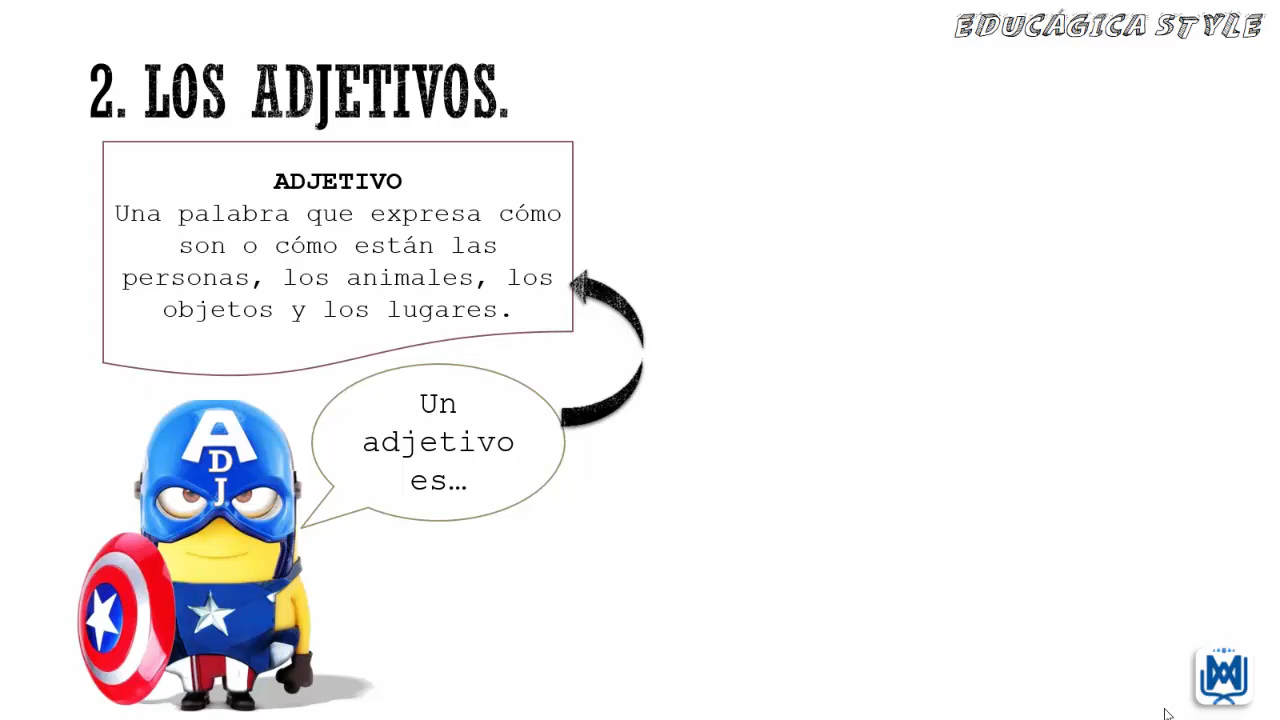 EDUCÁGICA STYLE
2. LOS ADJETIVOS.
ADJETIVO
Una palabra que expresa cómo
son o cómo están las
personas, los animales, los
objetos y los lugares.
Un
adjetivo
es…
A
D
J